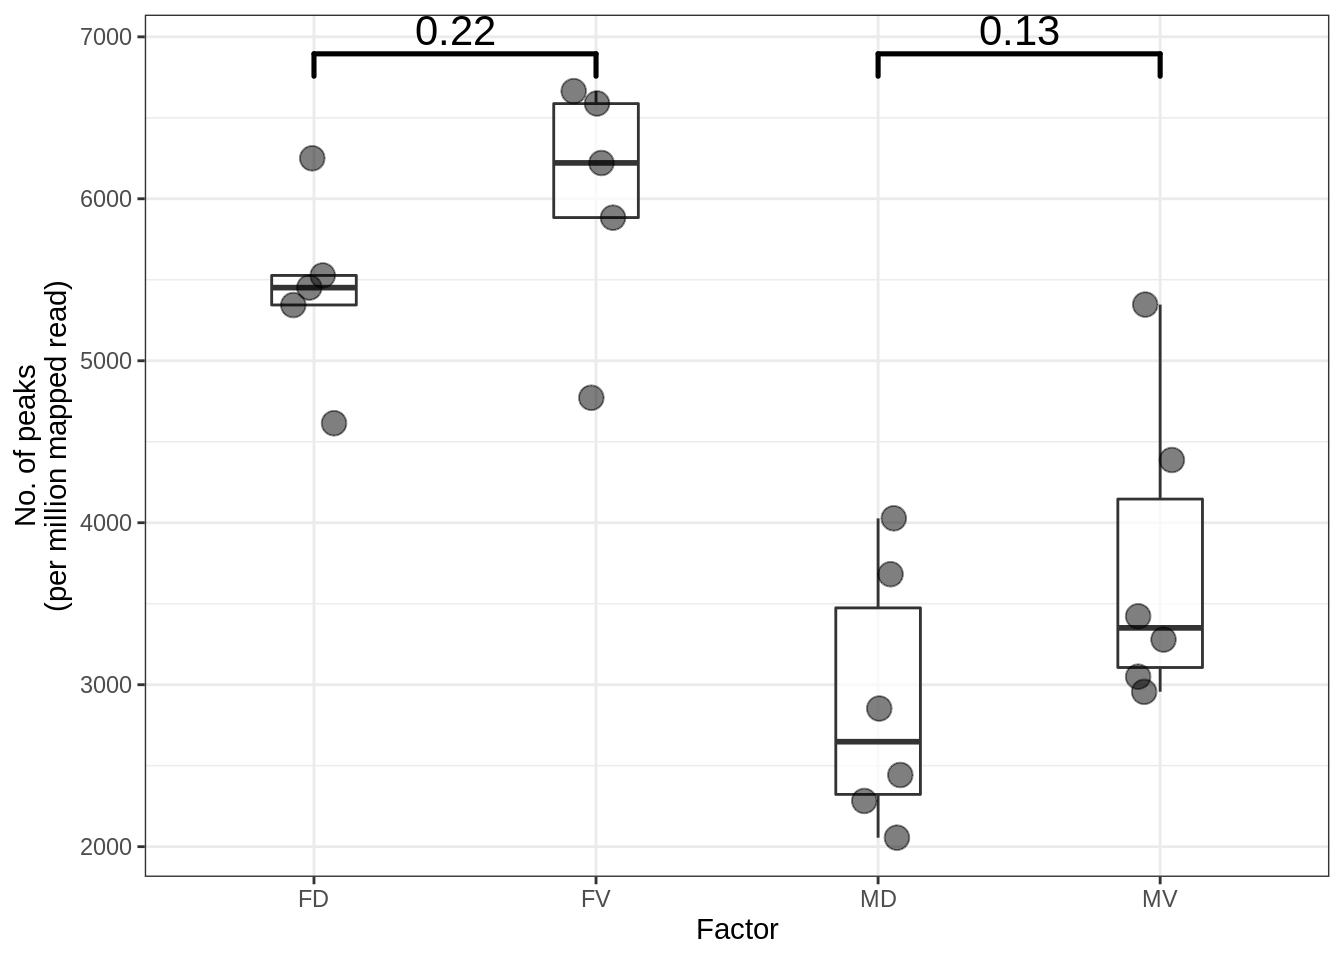 0.22
0.13
7000
6000
5000
4000
3000
2000
No. of peaks
(per million mapped read)
FD
FV
MD
MV
Factor